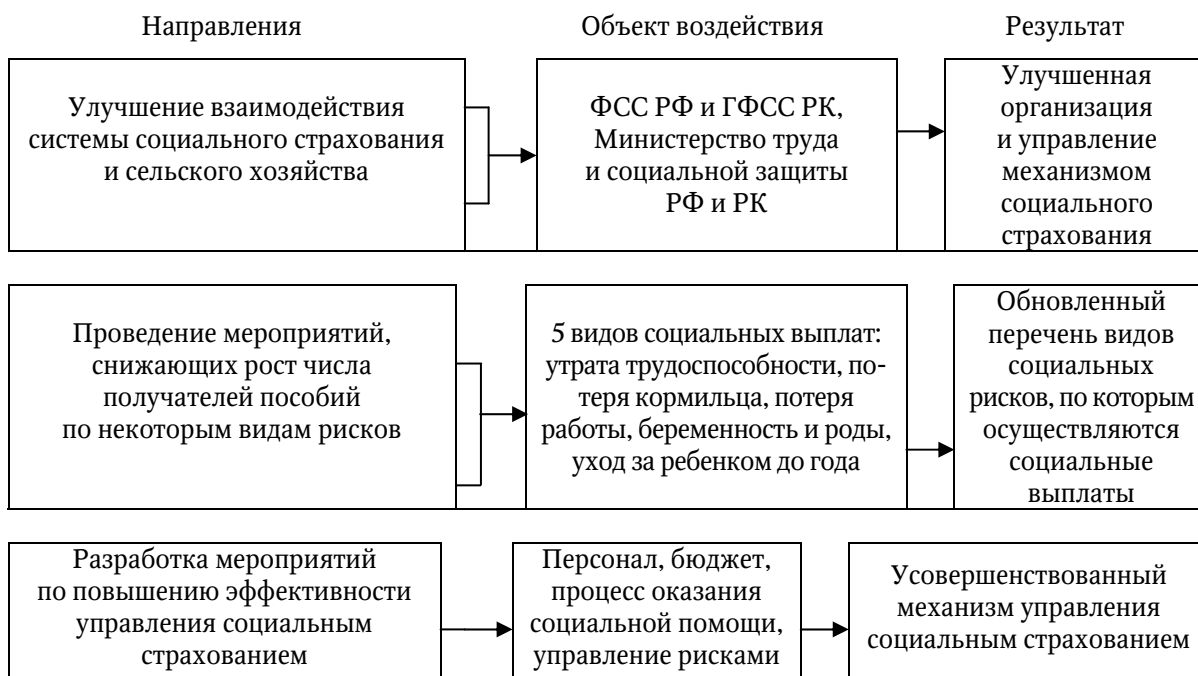 Направления
Объект воздействия
Результат
Улучшение взаимодействия
системы социального страхования
и сельского хозяйства
ФСС РФ и ГФСС РК,
Министерство труда
и социальной защиты
РФ и РК
Улучшенная
организация
и управление
механизмом
социального
страхования
Проведение мероприятий,
снижающих рост числа
получателей пособий
по некоторым видам рисков
5 видов социальных выплат:
утрата трудоспособности, по-
теря кормильца, потеря
работы, беременность и роды,
уход за ребенком до года
Обновленный
перечень видов
социальных
рисков, по которым
осуществляются
социальные
выплаты
Разработка мероприятий
по повышению эффективности
управления социальным
страхованием
Персонал, бюджет,
процесс оказания
социальной помощи,
управление рисками
Усовершенствованный
механизм управления
социальным страхованием